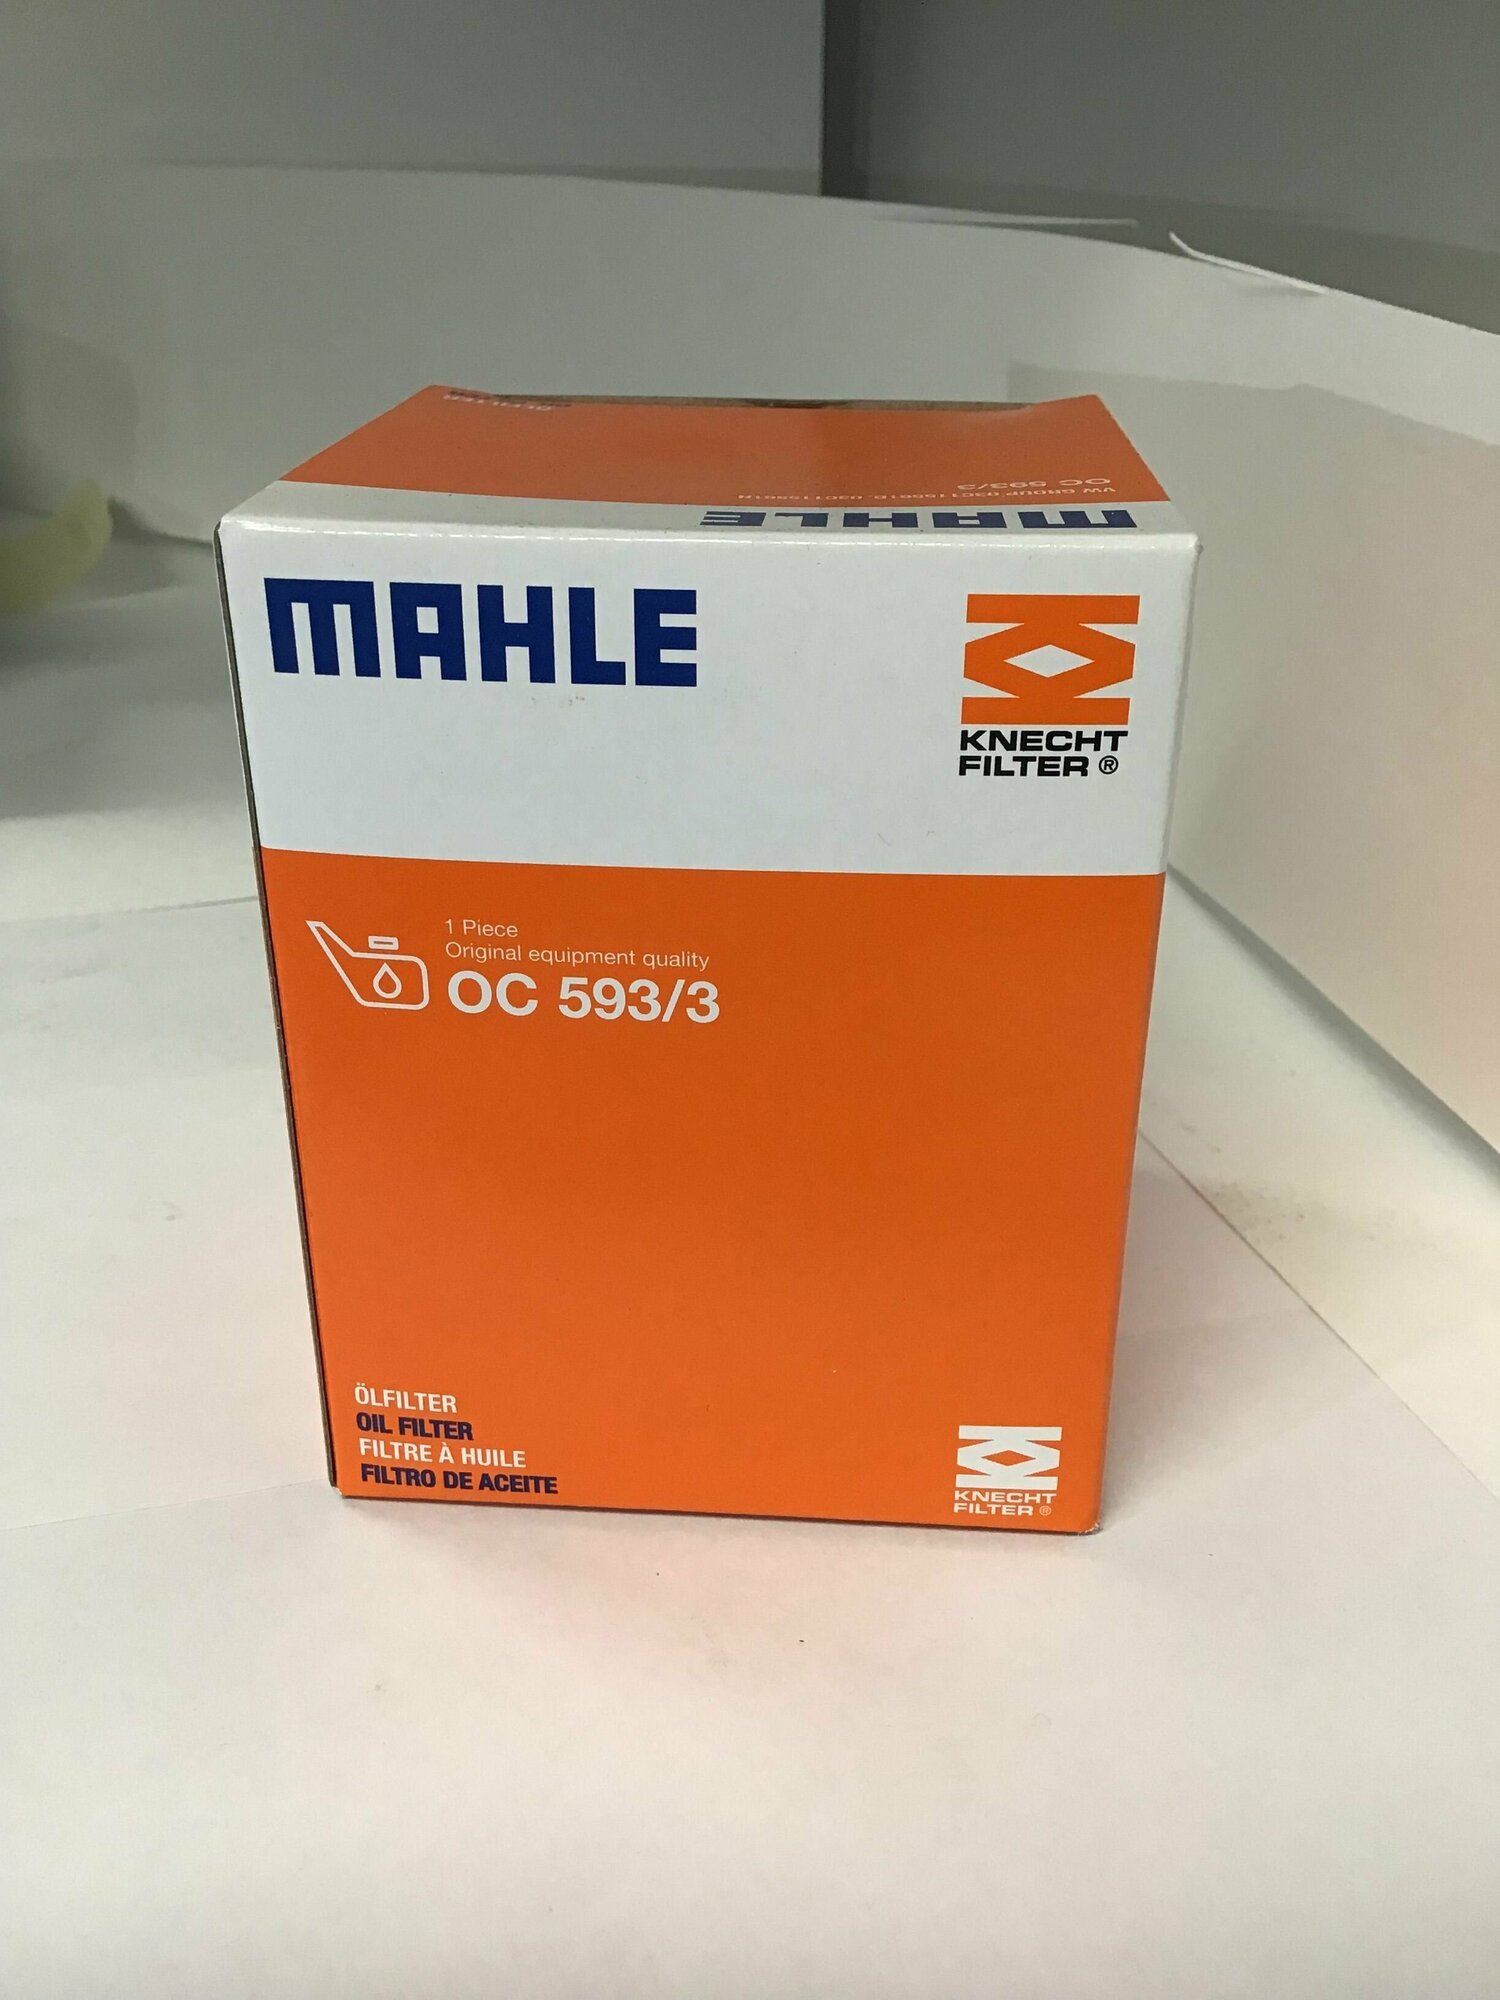 OC 593/3
MAHLE
MAHLE
KNECHT
FILTER ®
1 Piece
Original equipment quality
OC 593/3
ÖLFILTER
OIL FILTER
FILTRE À HUILE
FILTRO DE ACEITE
KNECHT
FILTER ®